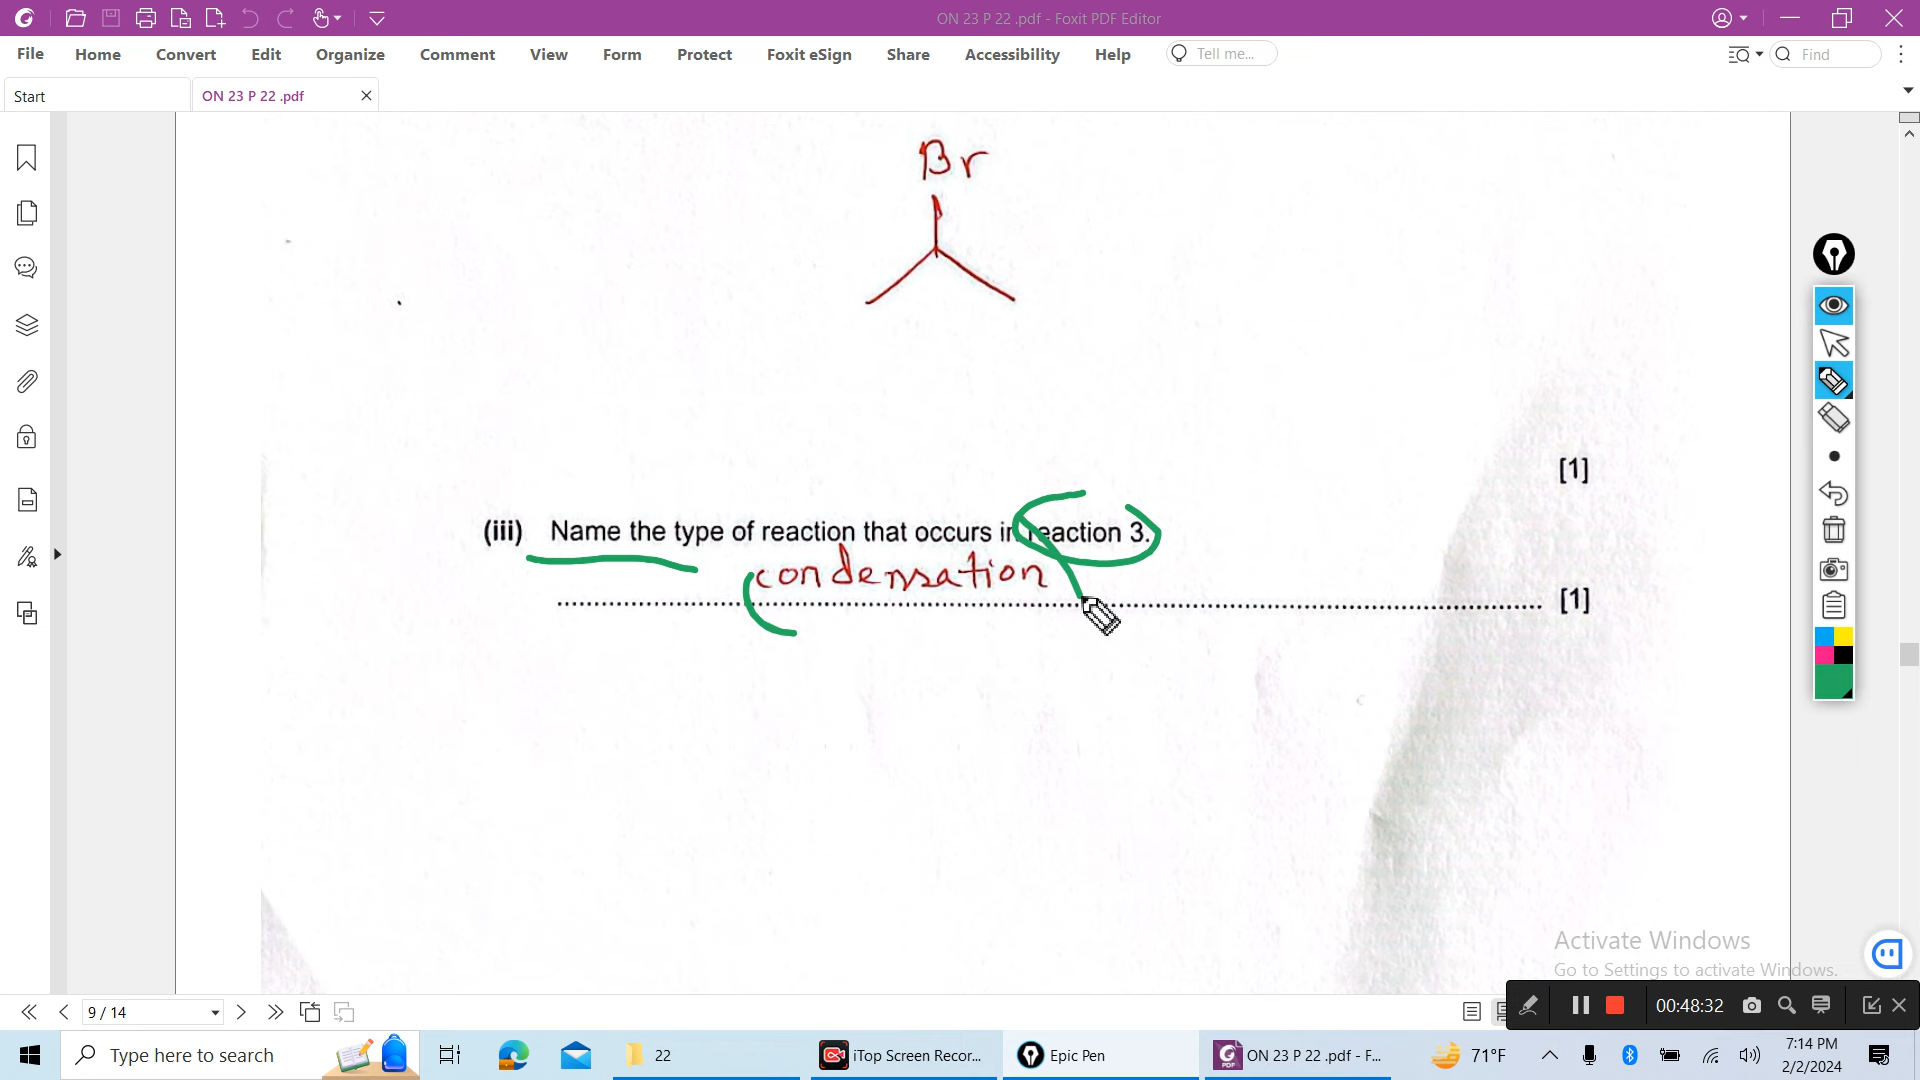 ON 23 P 22 .pdf - Foxit PDF Editor
File Home Convert Edit Organize Comment View Form Protect Foxit eSign Share Accessibility Help Tell me... Find
Start ON 23 P 22 .pdf
Br
[1]
(iii) Name the type of reaction that occurs in reaction 3.
condensation
[1]
Activate Windows
Go to Settings to activate Windows.
9 / 14
00:48:32
Type here to search
22
iTop Screen Recor...
Epic Pen
ON 23 P 22 .pdf - F...
71°F
7:14 PM
2/2/2024